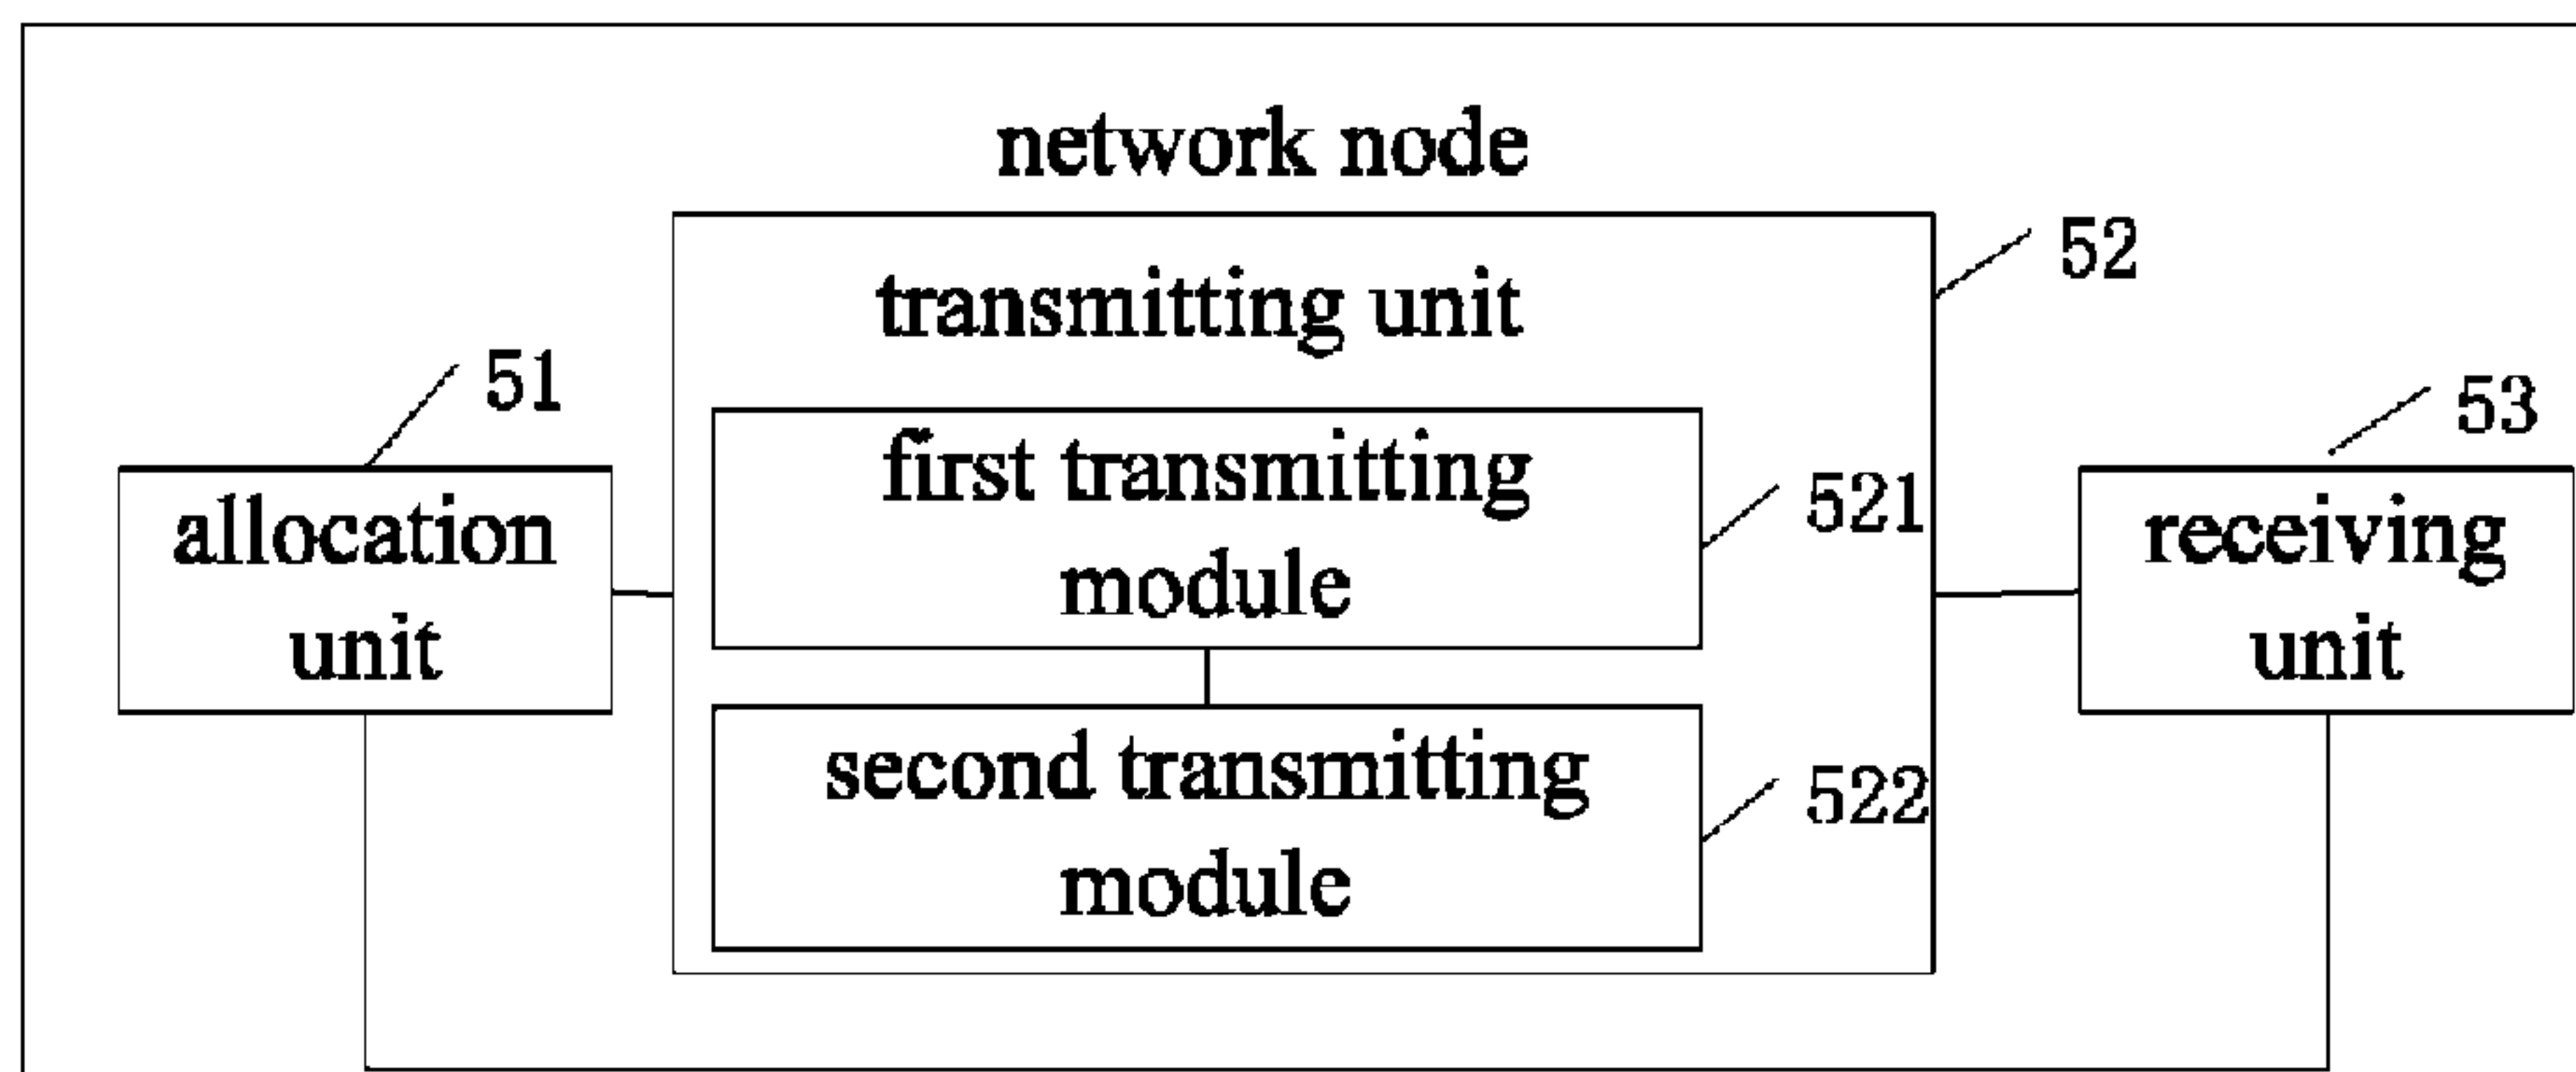 network node
transmitting unit
52
51
53
first transmitting
module
521
allocation
unit
receiving
unit
second transmitting
module
522